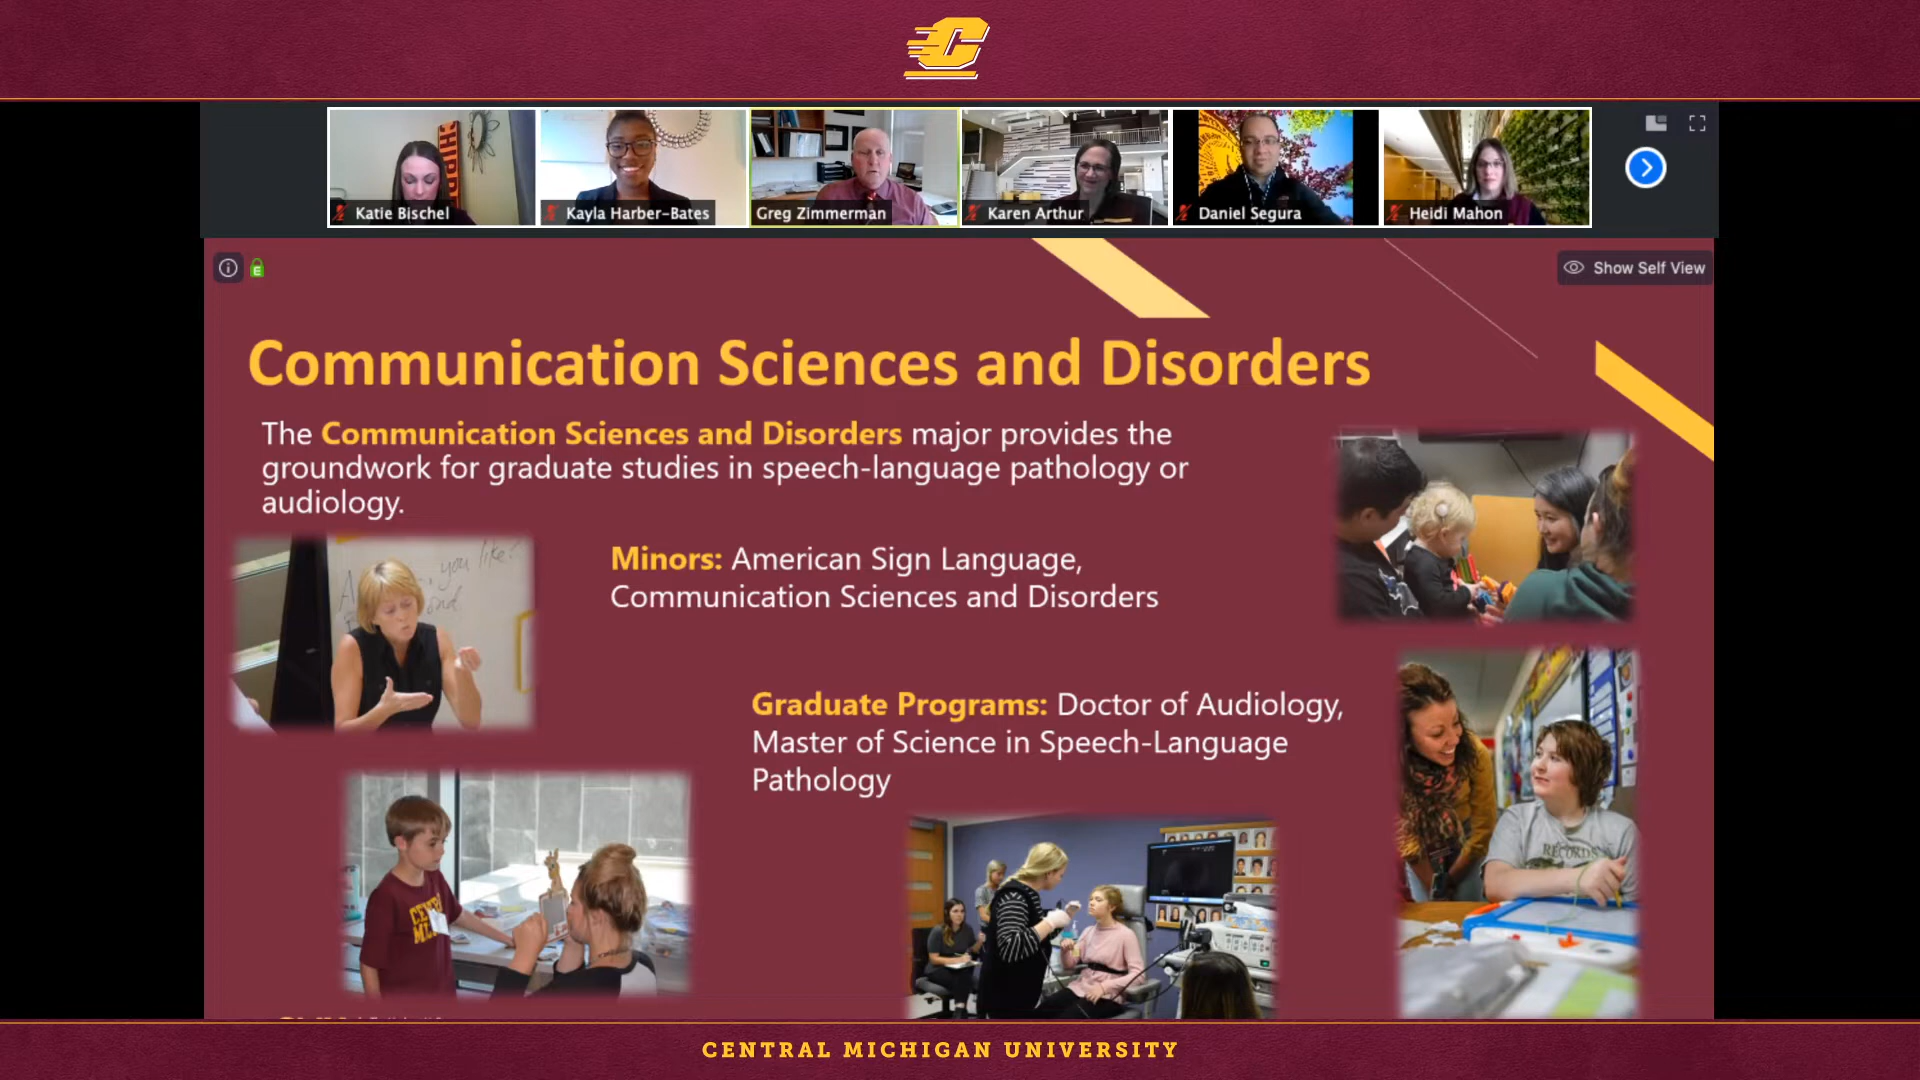 C
Katie Bischel
Kayla Harber-Bates
Greg Zimmerman
Karen Arthur
Daniel Segura
Heidi Mahon
Show Self View
Communication Sciences and Disorders
The Communication Sciences and Disorders major provides the
groundwork for graduate studies in speech-language pathology or
audiology.
you like?
Minors: American Sign Language,
Communication Sciences and Disorders
Graduate Programs: Doctor of Audiology,
Master of Science in Speech-Language
Pathology
RECORDS
CENTRAL MICHIGAN UNIVERSITY